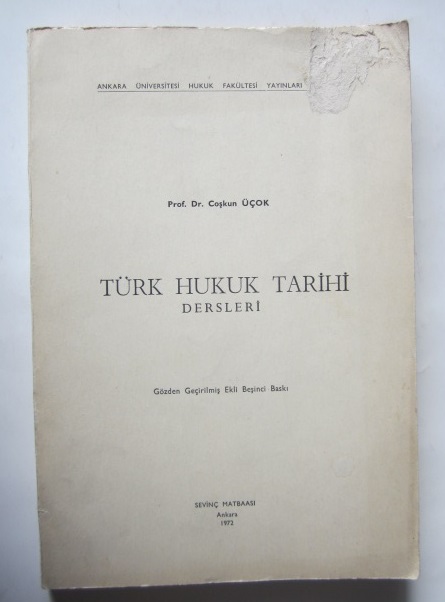 ANKARA ÜNİVERSİTESİ HUKUK FAKÜLTESİ YAYINLARI
Prof. Dr. Coşkun ÜÇOK
TÜRK HUKUK TARİHİ
DERSLERİ
Gözden Geçirilmiş Ekli Beşinci Baskı
SEVİNÇ MATBAASI
Ankara
1972